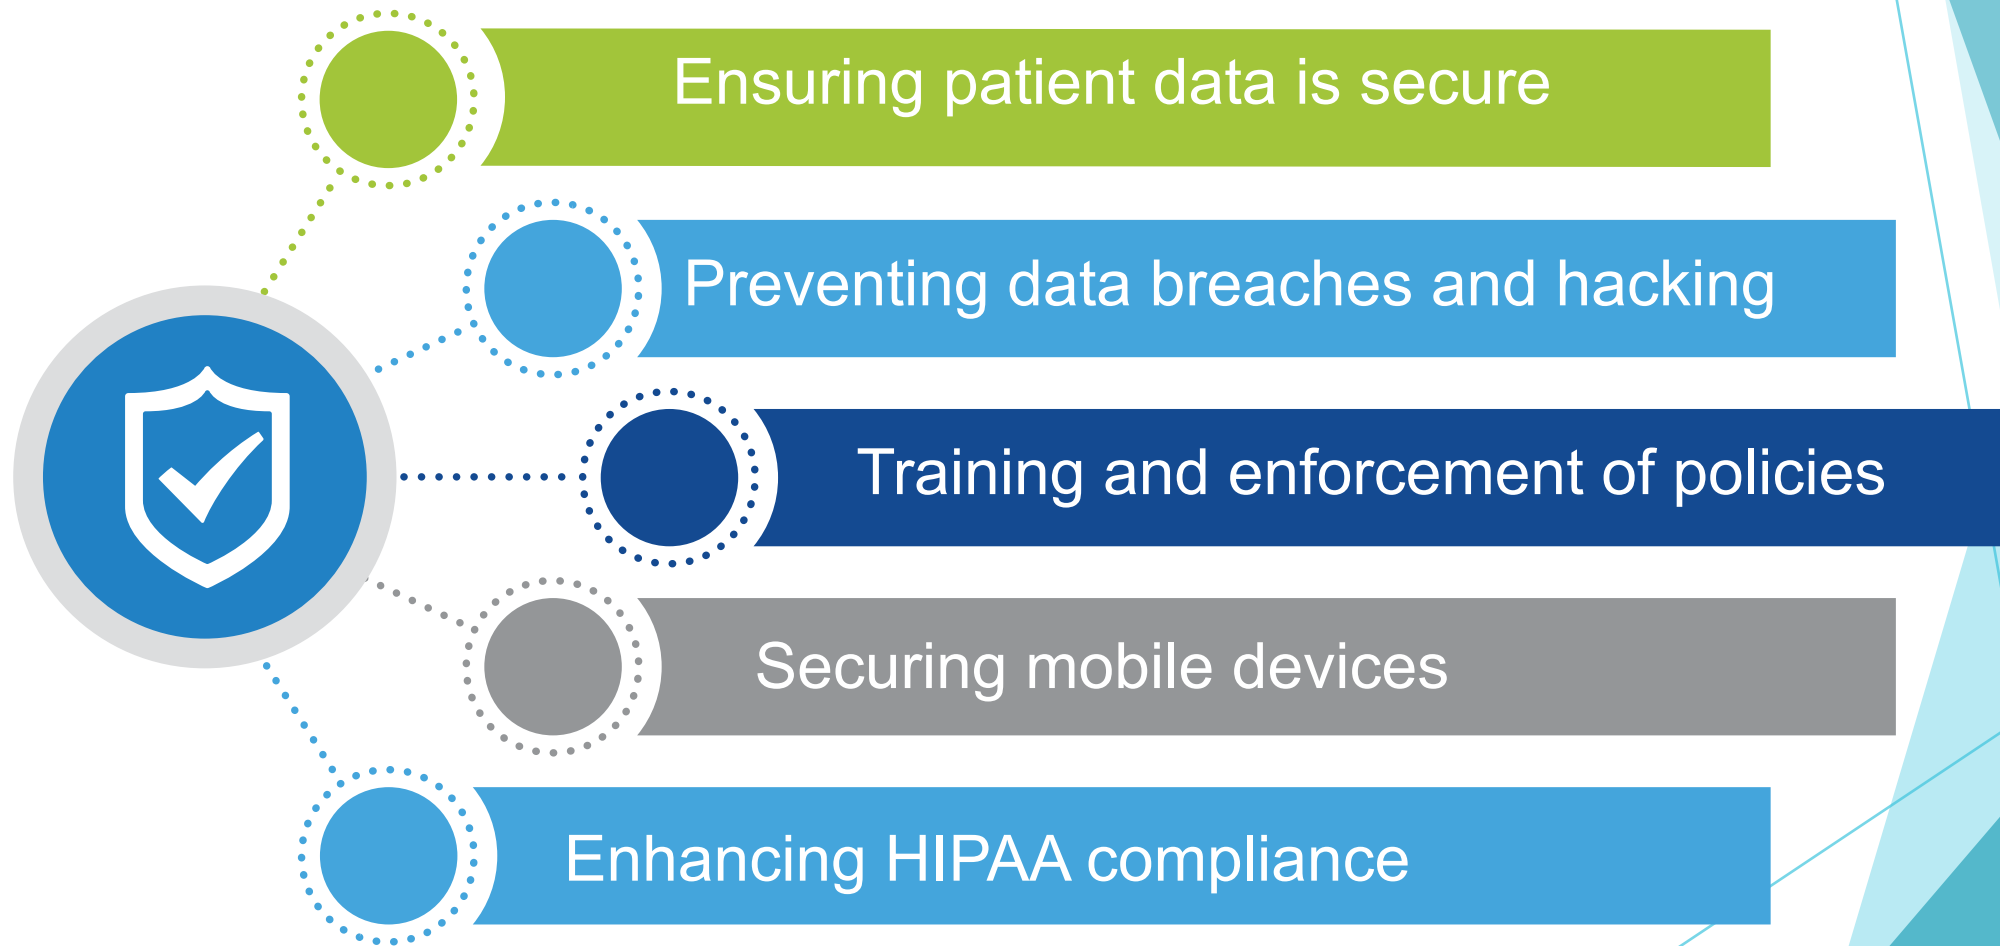 Ensuring patient data is secure
Preventing data breaches and hacking
Training and enforcement of policies
Securing mobile devices
Enhancing HIPAA compliance